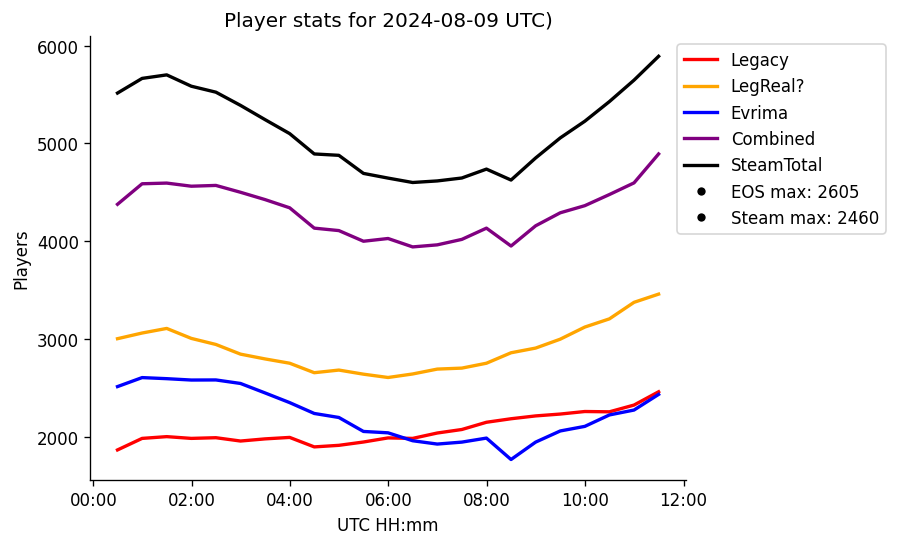 Player stats for 2024-08-09 UTC)
6000
5000
4000
3000
2000
Players
00:00 02:00 04:00 06:00 08:00 10:00 12:00
UTC HH:mm
Legacy
LegReal?
Evrima
Combined
SteamTotal
EOS max: 2605
Steam max: 2460